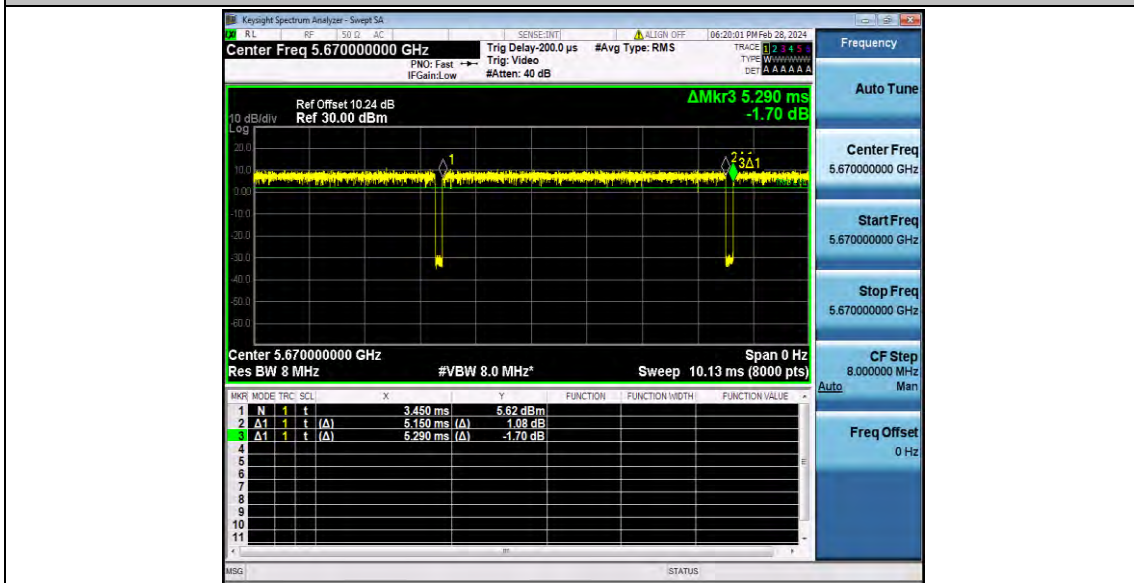 Keysight Spectrum Analyzer - Swept SA
RL RF 50 Ω AC SENSE:INT ALIGN OFF 06:20:01 PM Feb 28, 2024
Center Freq 5.670000000 GHz
PNO: Fast
IFGain:Low
Trig Delay-200.0 µs
Trig: Video
#Atten: 40 dB
#Avg Type: RMS
TRACE 1 2 3 4 5 6
TYPE WWWWWW
DET A A A A A A
ΔMkr3 5.290 ms
-1.70 dB
Ref Offset 10.24 dB
10 dB/div Ref 30.00 dBm
Log
20.0
10.0
0.00
-10.0
-20.0
-30.0
-40.0
-50.0
-60.0
1
3Δ1
Center 5.670000000 GHz Span 0 Hz
Res BW 8 MHz #VBW 8.0 MHz* Sweep 10.13 ms (8000 pts)
MKR MODE TRC SCL X Y FUNCTION FUNCTION WIDTH FUNCTION VALUE
1 N 1 t 3.450 ms 5.62 dBm
2 Δ1 1 t (Δ) 5.150 ms (Δ) 1.08 dB
3 Δ1 1 t (Δ) 5.290 ms (Δ) -1.70 dB
4
5
6
7
8
9
10
11
MSG STATUS
Frequency
Auto Tune
Center Freq
5.670000000 GHz
Start Freq
5.670000000 GHz
Stop Freq
5.670000000 GHz
CF Step
8.000000 MHz
Auto Man
Freq Offset
0 Hz